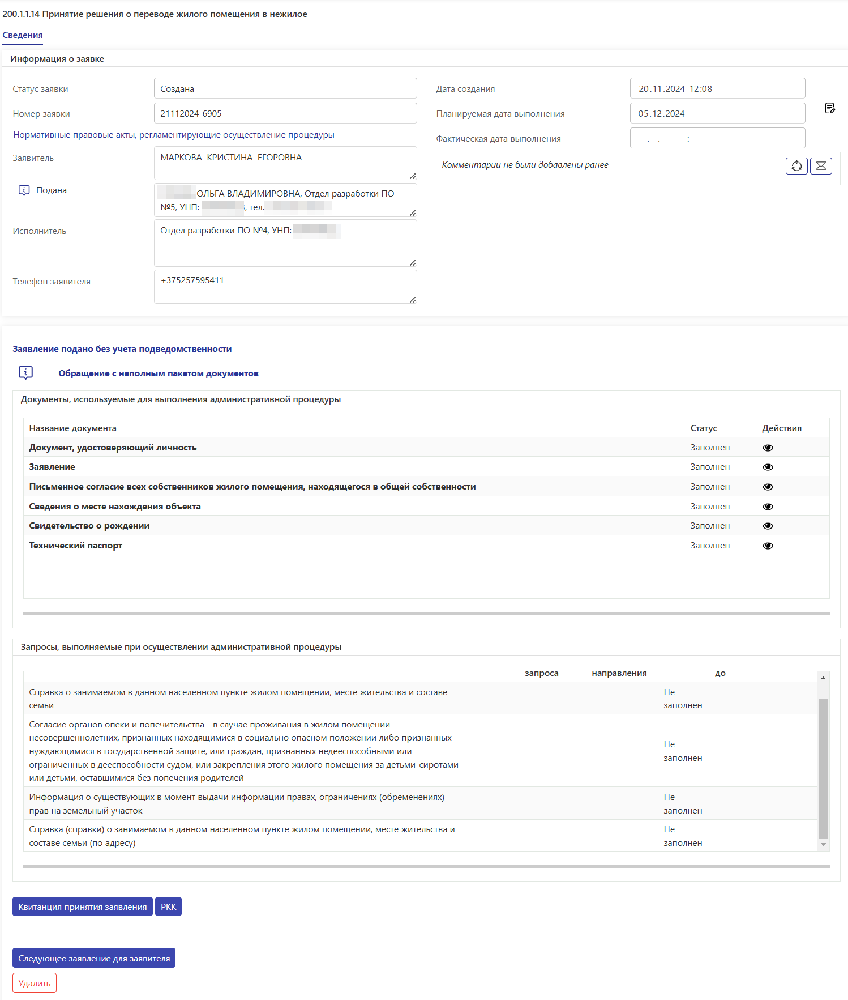 200.1.1.14 Принятие решения о переводе жилого помещения в нежилое
Сведения
Информация о заявке
Статус заявки
Создана
Номер заявки
21112024-6905
Нормативные правовые акты, регламентирующие осуществление процедуры
Заявитель
МАРКОВА КРИСТИНА ЕГОРОВНА
Подана
ОЛЬГА ВЛАДИМИРОВНА, Отдел разработки ПО
№5, УНП: , тел.
Исполнитель
Отдел разработки ПО №4, УНП:
Телефон заявителя
+375257595411
Дата создания
20.11.2024 12:08
Планируемая дата выполнения
05.12.2024
Фактическая дата выполнения
--.--.---- --:--
Комментарии не были добавлены ранее
Заявление подано без учета подведомственности
Обращение с неполным пакетом документов
Документы, используемые для выполнения административной процедуры
Название документа Статус Действия
Документ, удостоверяющий личность Заполнен
Заявление Заполнен
Письменное согласие всех собственников жилого помещения, находящегося в общей собственности Заполнен
Сведения о месте нахождения объекта Заполнен
Свидетельство о рождении Заполнен
Технический паспорт Заполнен
Запросы, выполняемые при осуществлении административной процедуры
запроса направления до
Справка о занимаемом в данном населенном пункте жилом помещении, месте жительства и составе
семьи
Не
заполнен
Согласие органов опеки и попечительства - в случае проживания в жилом помещении
несовершеннолетних, признанных находящимися в социально опасном положении либо признанных
нуждающимися в государственной защите, или граждан, признанных недееспособными или
ограниченных в дееспособности судом, или закрепления этого жилого помещения за детьми-сиротами
или детьми, оставшимися без попечения родителей
Не
заполнен
Информация о существующих в момент выдачи информации правах, ограничениях (обременениях)
прав на земельный участок
Не
заполнен
Справка (справки) о занимаемом в данном населенном пункте жилом помещении, месте жительства и
составе семьи (по адресу)
Не
заполнен
Квитанция принятия заявления
РКК
Следующее заявление для заявителя
Удалить